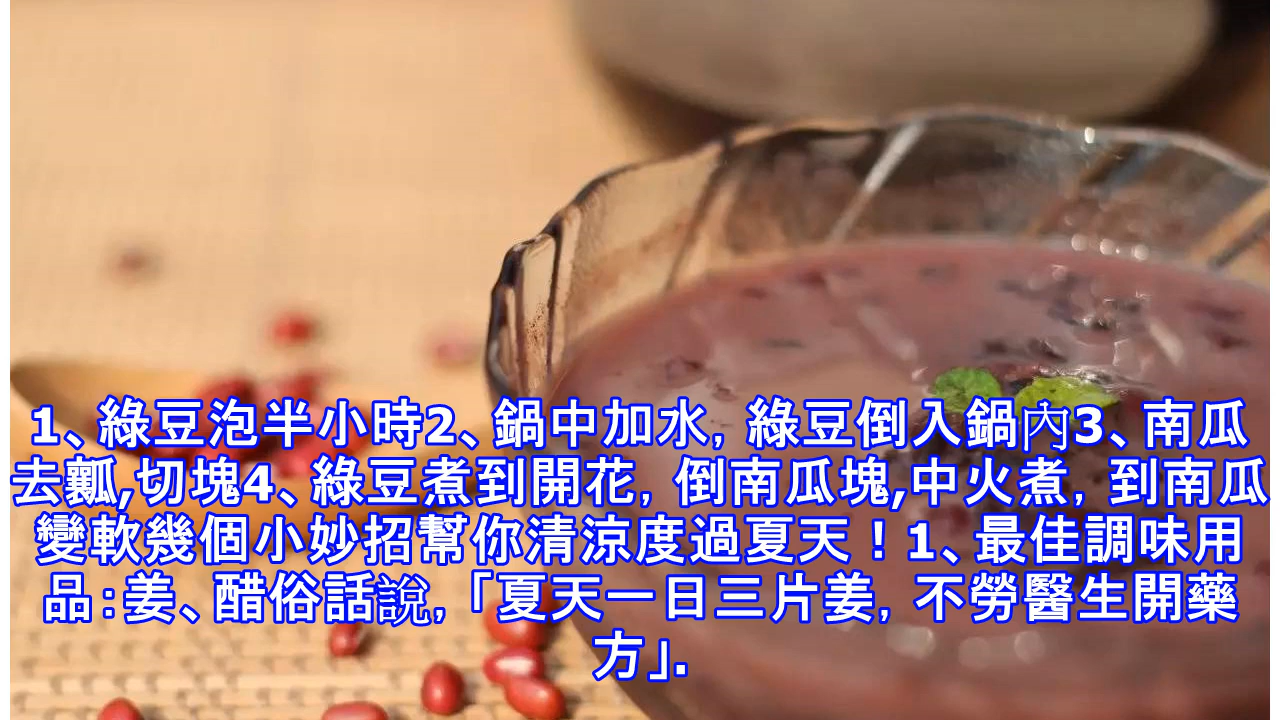 1、綠豆泡半小時2、鍋中加水，綠豆倒入鍋內3、南瓜
去瓤,切塊4、綠豆煮到開花，倒南瓜塊,中火煮，到南瓜
變軟幾個小妙招幫你清涼度過夏天！1、最佳調味用
品：姜、醋俗話說，「夏天一日三片姜，不勞醫生開藥
方」.